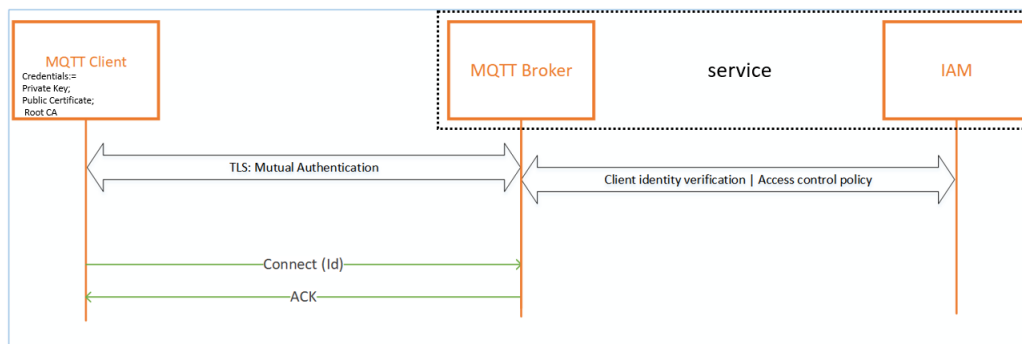 MQTT Client
Credentials:=
Private Key;
Public Certificate;
Root CA
MQTT Broker
service
IAM
TLS: Mutual Authentication
Client identity verification | Access control policy
Connect (Id)
ACK